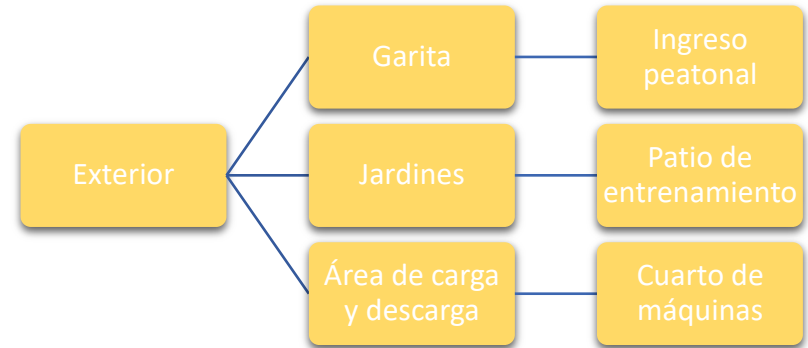 Exterior
Garita
Ingreso
peatonal
Jardines
Patio de
entrenamiento
Área de carga
y descarga
Cuarto de
máquinas